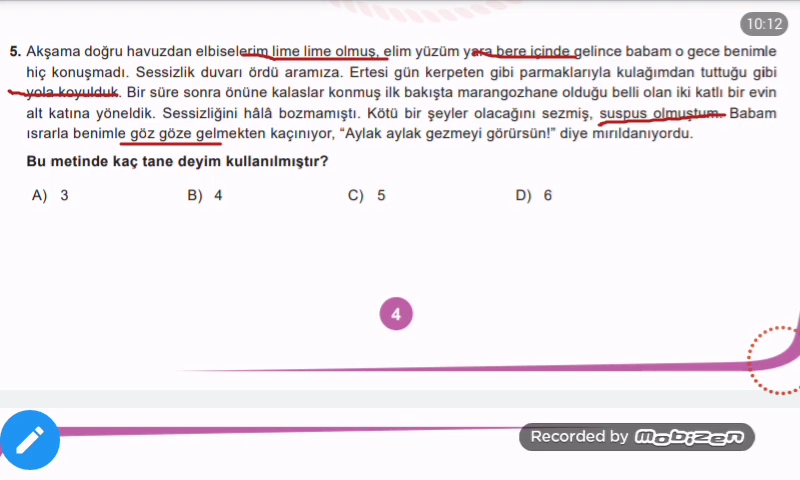 10:12
5. Akşama doğru havuzdan elbiselerim lime lime olmuş, elim yüzüm yara bere içinde gelince babam o gece benimle
hiç konuşmadı. Sessizlik duvarı ördü aramıza. Ertesi gün kerpeten gibi parmaklarıyla kulağımdan tuttuğu gibi
yola koyulduk. Bir süre sonra önüne kalaslar konmuş ilk bakışta marangozhane olduğu belli olan iki katlı bir evin
alt katına yöneldik. Sessizliğini hâlâ bozmamıştı. Kötü bir şeyler olacağını sezmiş, suspus olmuştum. Babam
ısrarla benimle göz göze gelmekten kaçınıyor, “Aylak aylak gezmeyi görürsün!” diye mırıldanıyordu.
Bu metinde kaç tane deyim kullanılmıştır?
A) 3 B) 4 C) 5 D) 6
4
Recorded by Mobizen